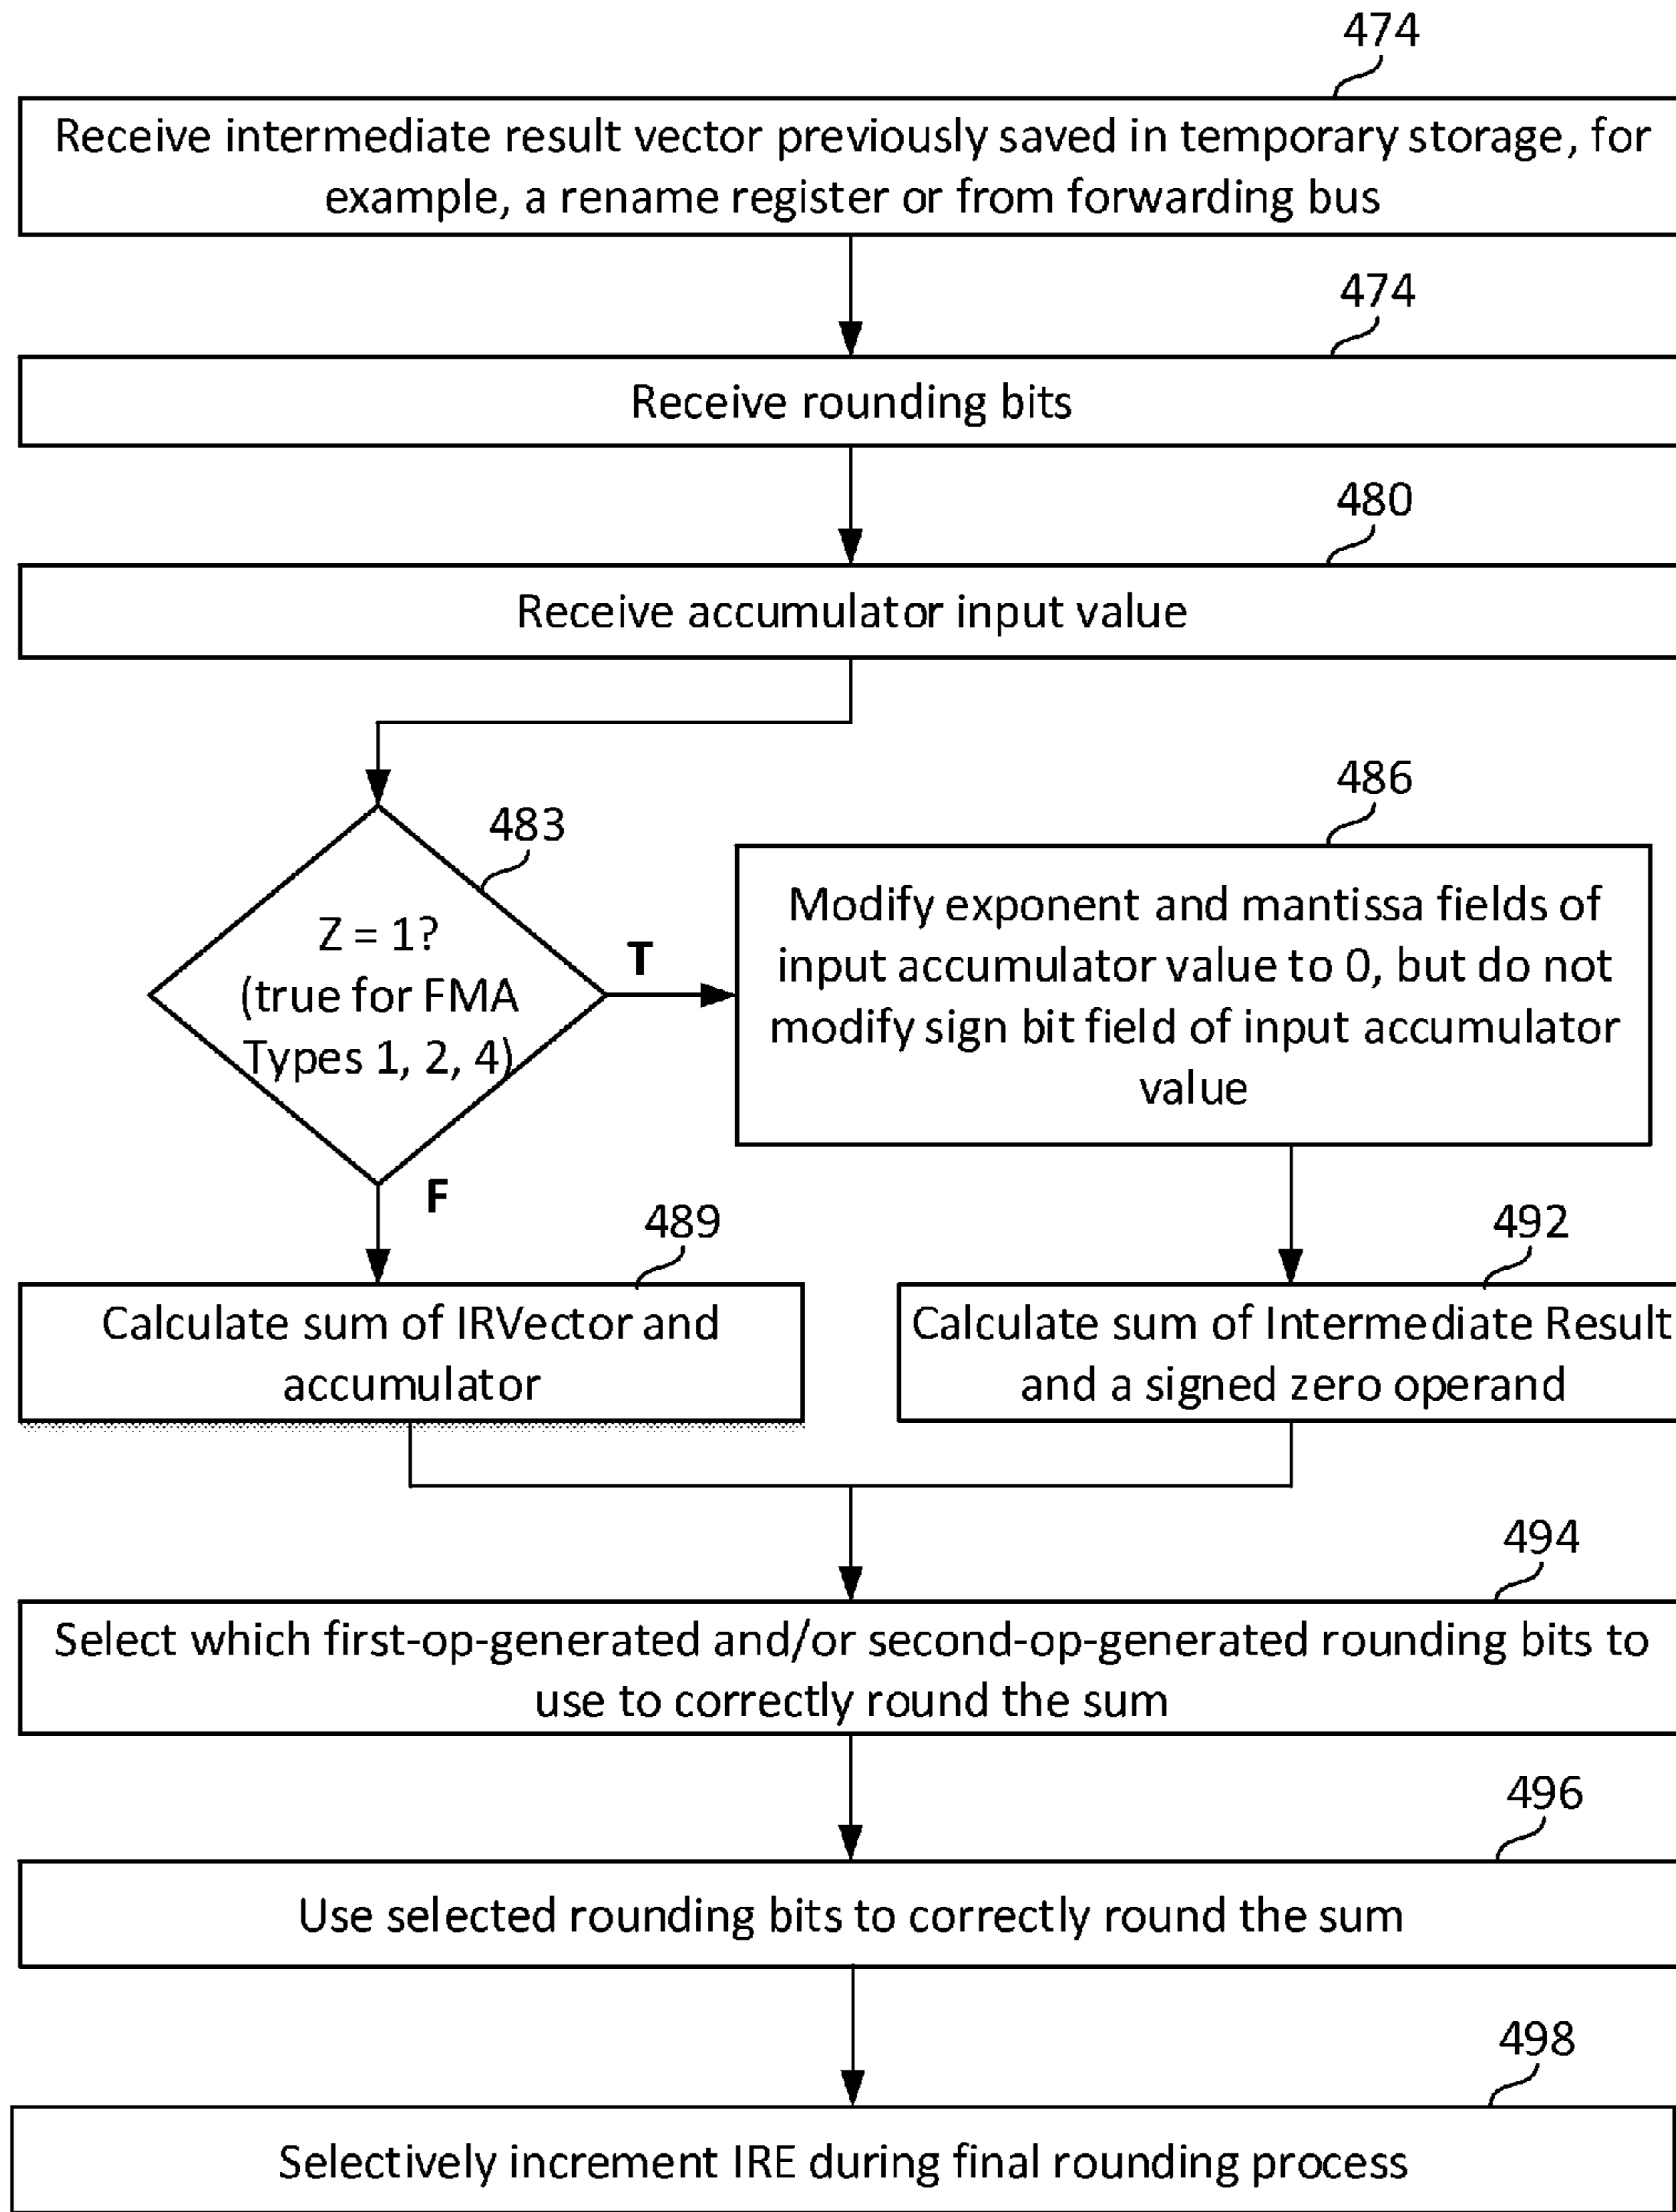 474
Receive intermediate result vector previously saved in temporary storage, for
example, a rename register or from forwarding bus
474
Receive rounding bits
480
Receive accumulator input value
483
Z = 1?
(true for FMA
Types 1, 2, 4)
T
F
486
Modify exponent and mantissa fields of
input accumulator value to 0, but do not
modify sign bit field of input accumulator
value
489
Calculate sum of IRVector and
accumulator
492
Calculate sum of Intermediate Result
and a signed zero operand
494
Select which first-op-generated and/or second-op-generated rounding bits to
use to correctly round the sum
496
Use selected rounding bits to correctly round the sum
498
Selectively increment IRE during final rounding process